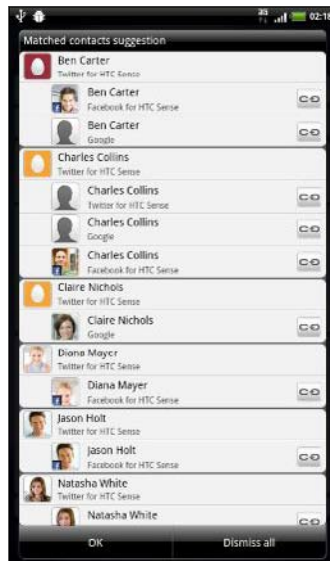 3G
02:18
Matched contacts suggestion
Ben Carter
Twitter for HTC Sense
Ben Carter
Facebook for HTC Sense
Ben Carter
Google
Charles Collins
Twitter for HTC Sense
Charles Collins
Twitter for HTC Sense
Charles Collins
Google
Charles Collins
Facebook for HTC Sense
Claire Nichols
Twitter for HTC Sense
Claire Nichols
Google
Diana Mayer
Twitter for HTC Sense
Diana Mayer
Facebook for HTC Sense
Jason Holt
Twitter for HTC Sense
Jason Holt
Facebook for HTC Sense
Natasha White
Twitter for HTC Sense
Natasha White
OK Dismiss all